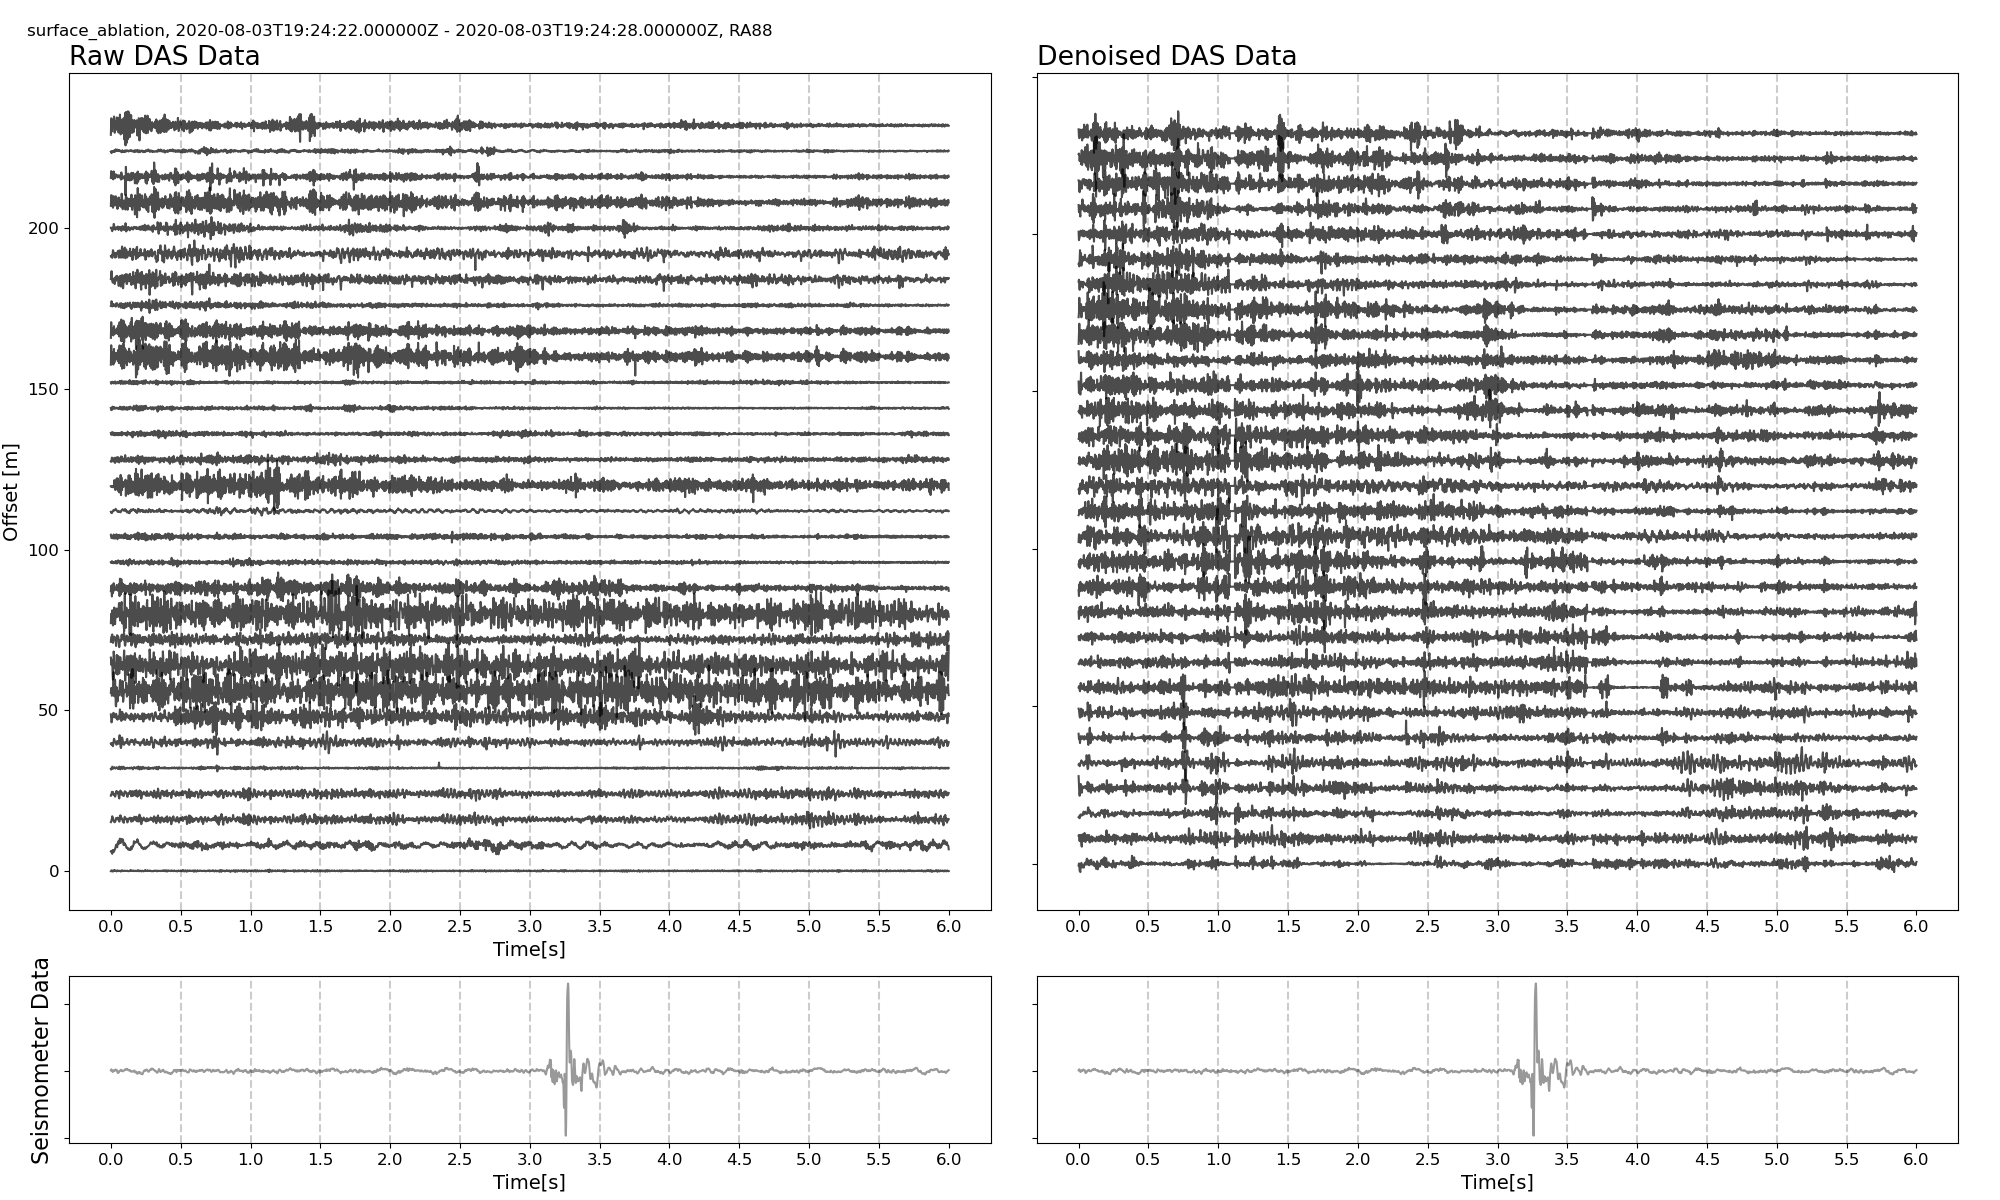 surface_ablation, 2020-08-03T19:24:22.000000Z - 2020-08-03T19:24:28.000000Z, RA88
Raw DAS Data
Denoised DAS Data
Offset [m]
200
150
100
50
0
0.0 0.5 1.0 1.5 2.0 2.5 3.0 3.5 4.0 4.5 5.0 5.5 6.0
Time[s]
0.0 0.5 1.0 1.5 2.0 2.5 3.0 3.5 4.0 4.5 5.0 5.5 6.0
Seismometer Data
0.0 0.5 1.0 1.5 2.0 2.5 3.0 3.5 4.0 4.5 5.0 5.5 6.0
Time[s]
0.0 0.5 1.0 1.5 2.0 2.5 3.0 3.5 4.0 4.5 5.0 5.5 6.0
Time[s]